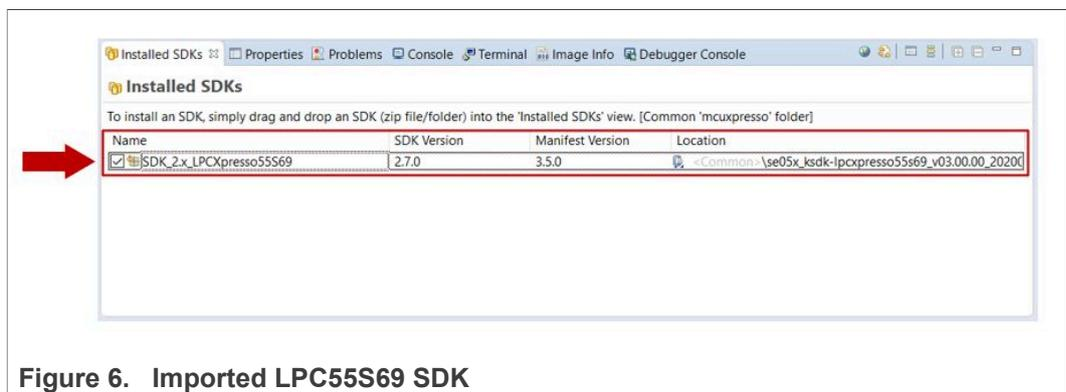 Installed SDKs Properties Problems Console Terminal Image Info Debugger Console
Installed SDKs
To install an SDK, simply drag and drop an SDK (zip file/folder) into the 'Installed SDKs' view. [Common 'mcuxpresso' folder]
Name SDK Version Manifest Version Location
SDK_2.x_LPCXpresso55S69 2.7.0 3.5.0 <Common>\se05x_ksdk-lpcxpresso55s69_v03.00.00_20200
Figure 6. Imported LPC55S69 SDK